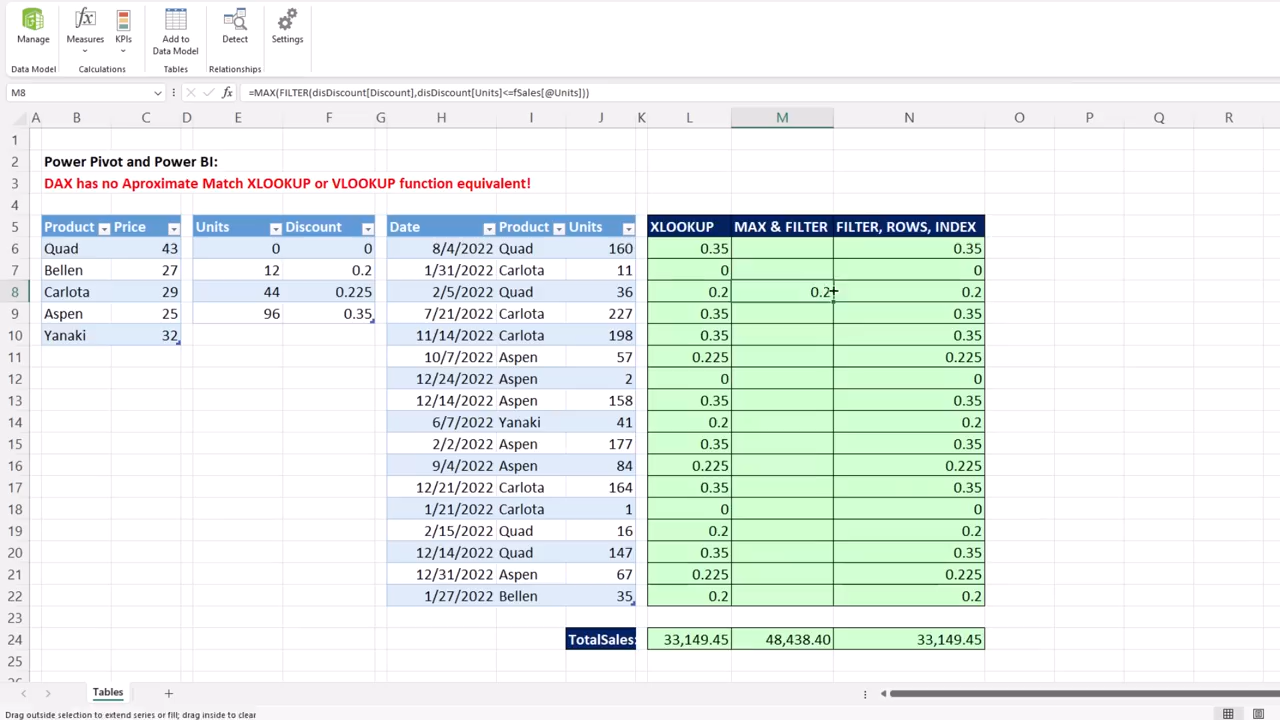 Manage
Measures
KPIs
Add to
Data Model
Detect
Settings
Data Model
Calculations
Tables
Relationships
M8
fx
=MAX(FILTER(disDiscount[Discount],disDiscount[Units]<=fSales[@Units]))
A B C D E F G H I J K L M N O P Q R
1
2 Power Pivot and Power BI:
3 DAX has no Aproximate Match XLOOKUP or VLOOKUP function equivalent!
4
5 Product Price Units Discount Date Product Units XLOOKUP MAX & FILTER FILTER, ROWS, INDEX
6 Quad 43 0 0 8/4/2022 Quad 160 0.35 0.35
7 Bellen 27 12 0.2 1/31/2022 Carlota 11 0 0
8 Carlota 29 44 0.225 2/5/2022 Quad 36 0.2 0.2 0.2
9 Aspen 25 96 0.35 7/21/2022 Carlota 227 0.35 0.35
10 Yanaki 32 11/14/2022 Carlota 198 0.35 0.35
11 10/7/2022 Aspen 57 0.225 0.225
12 12/24/2022 Aspen 2 0 0
13 12/14/2022 Aspen 158 0.35 0.35
14 6/7/2022 Yanaki 41 0.2 0.2
15 2/2/2022 Aspen 177 0.35 0.35
16 9/4/2022 Aspen 84 0.225 0.225
17 12/21/2022 Carlota 164 0.35 0.35
18 1/21/2022 Carlota 1 0 0
19 2/15/2022 Quad 16 0.2 0.2
20 12/14/2022 Quad 147 0.35 0.35
21 12/31/2022 Aspen 67 0.225 0.225
22 1/27/2022 Bellen 35 0.2 0.2
23
24 TotalSales: 33,149.45 48,438.40 33,149.45
25
Tables
Drag outside selection to extend series or fill; drag inside to clear